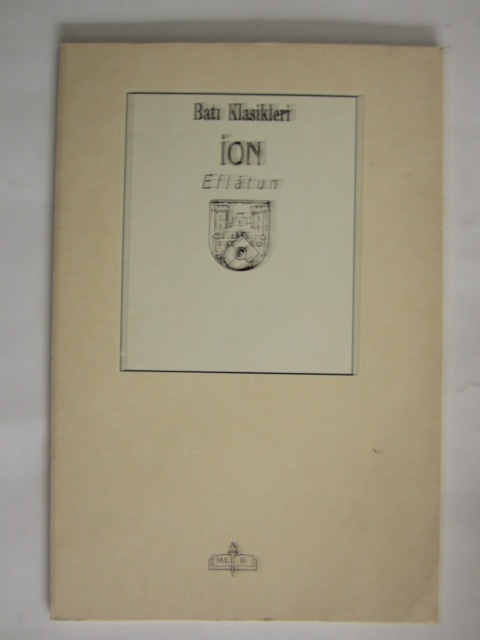 Batı Klasikleri
İON
Eflâtun
M.E. B.